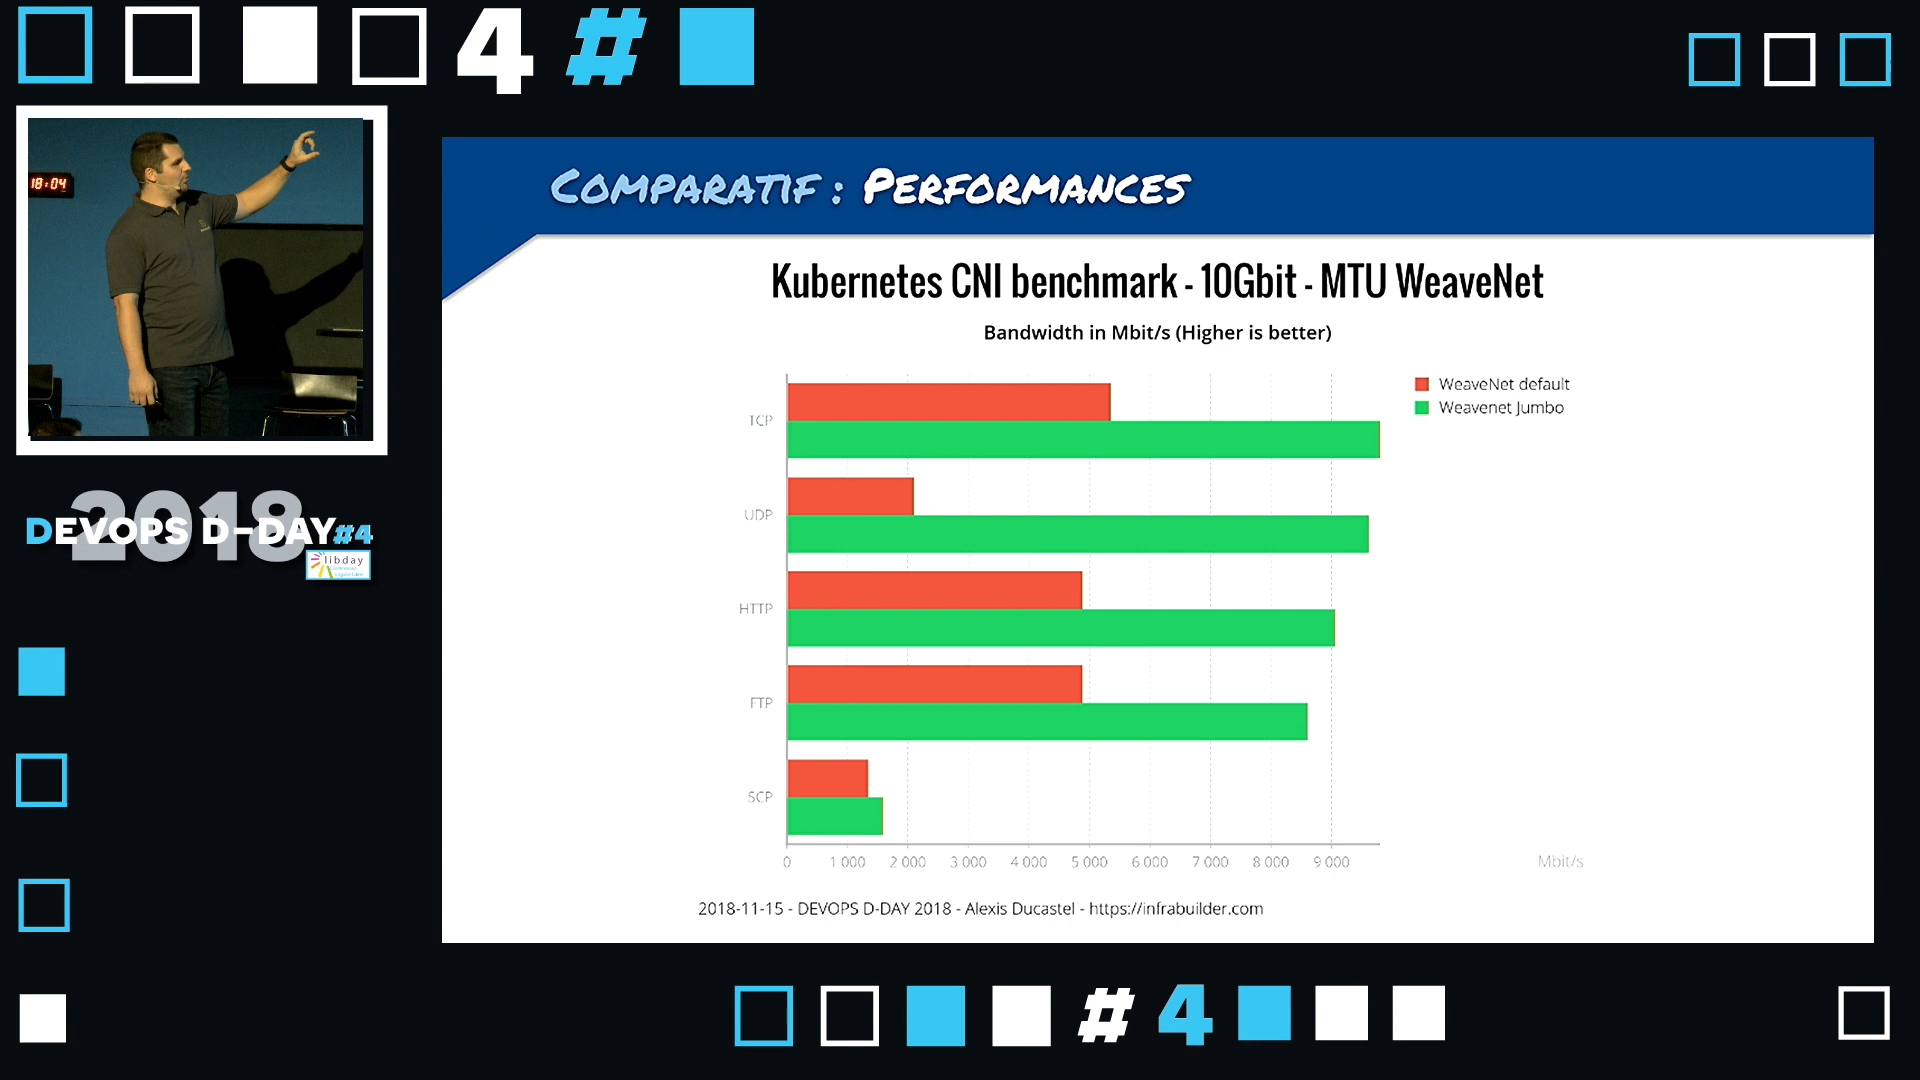 4 #
18:04
2018
DEVOPS D-DAY#4
libday
COMPARATIF : PERFORMANCES
Kubernetes CNI benchmark - 10Gbit - MTU WeaveNet
Bandwidth in Mbit/s (Higher is better)
WeaveNet default
Weavenet Jumbo
TCP
UDP
HTTP
FTP
SCP
0 1 000 2 000 3 000 4 000 5 000 6 000 7 000 8 000 9 000 Mbit/s
2018-11-15 - DEVOPS D-DAY 2018 - Alexis Ducastel - https://infrabuilder.com
# 4